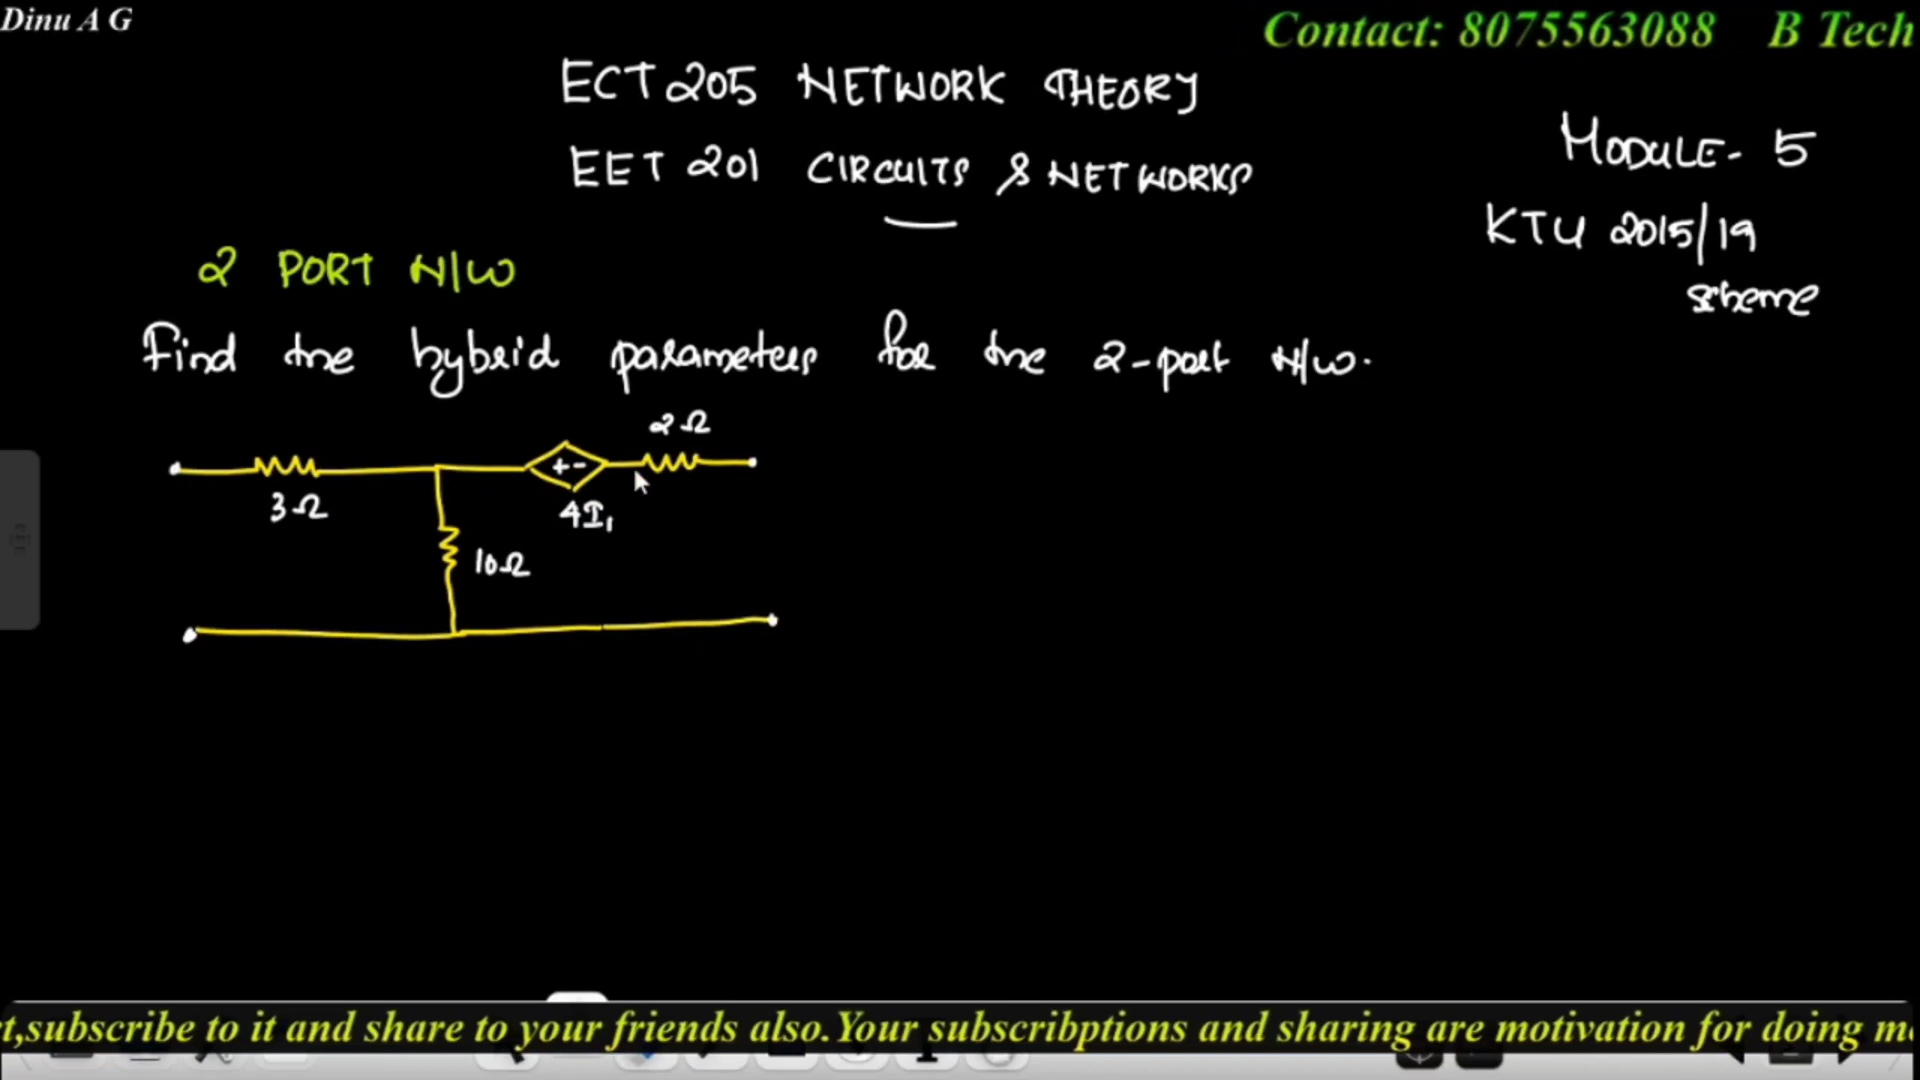 Dinu A G
Contact: 8075563088 B Tech
ECT 205 NETWORK THEORY
EET 201 CIRCUITS & NETWORKS
MODULE - 5
KTU 2015/19
scheme
2 PORT N/W
Find the hybrid parameters for the 2-port N/W.
2Ω
+ -
3Ω
4I₁
10Ω
t,subscribe to it and share to your friends also.Your subscribptions and sharing are motivation for doing m